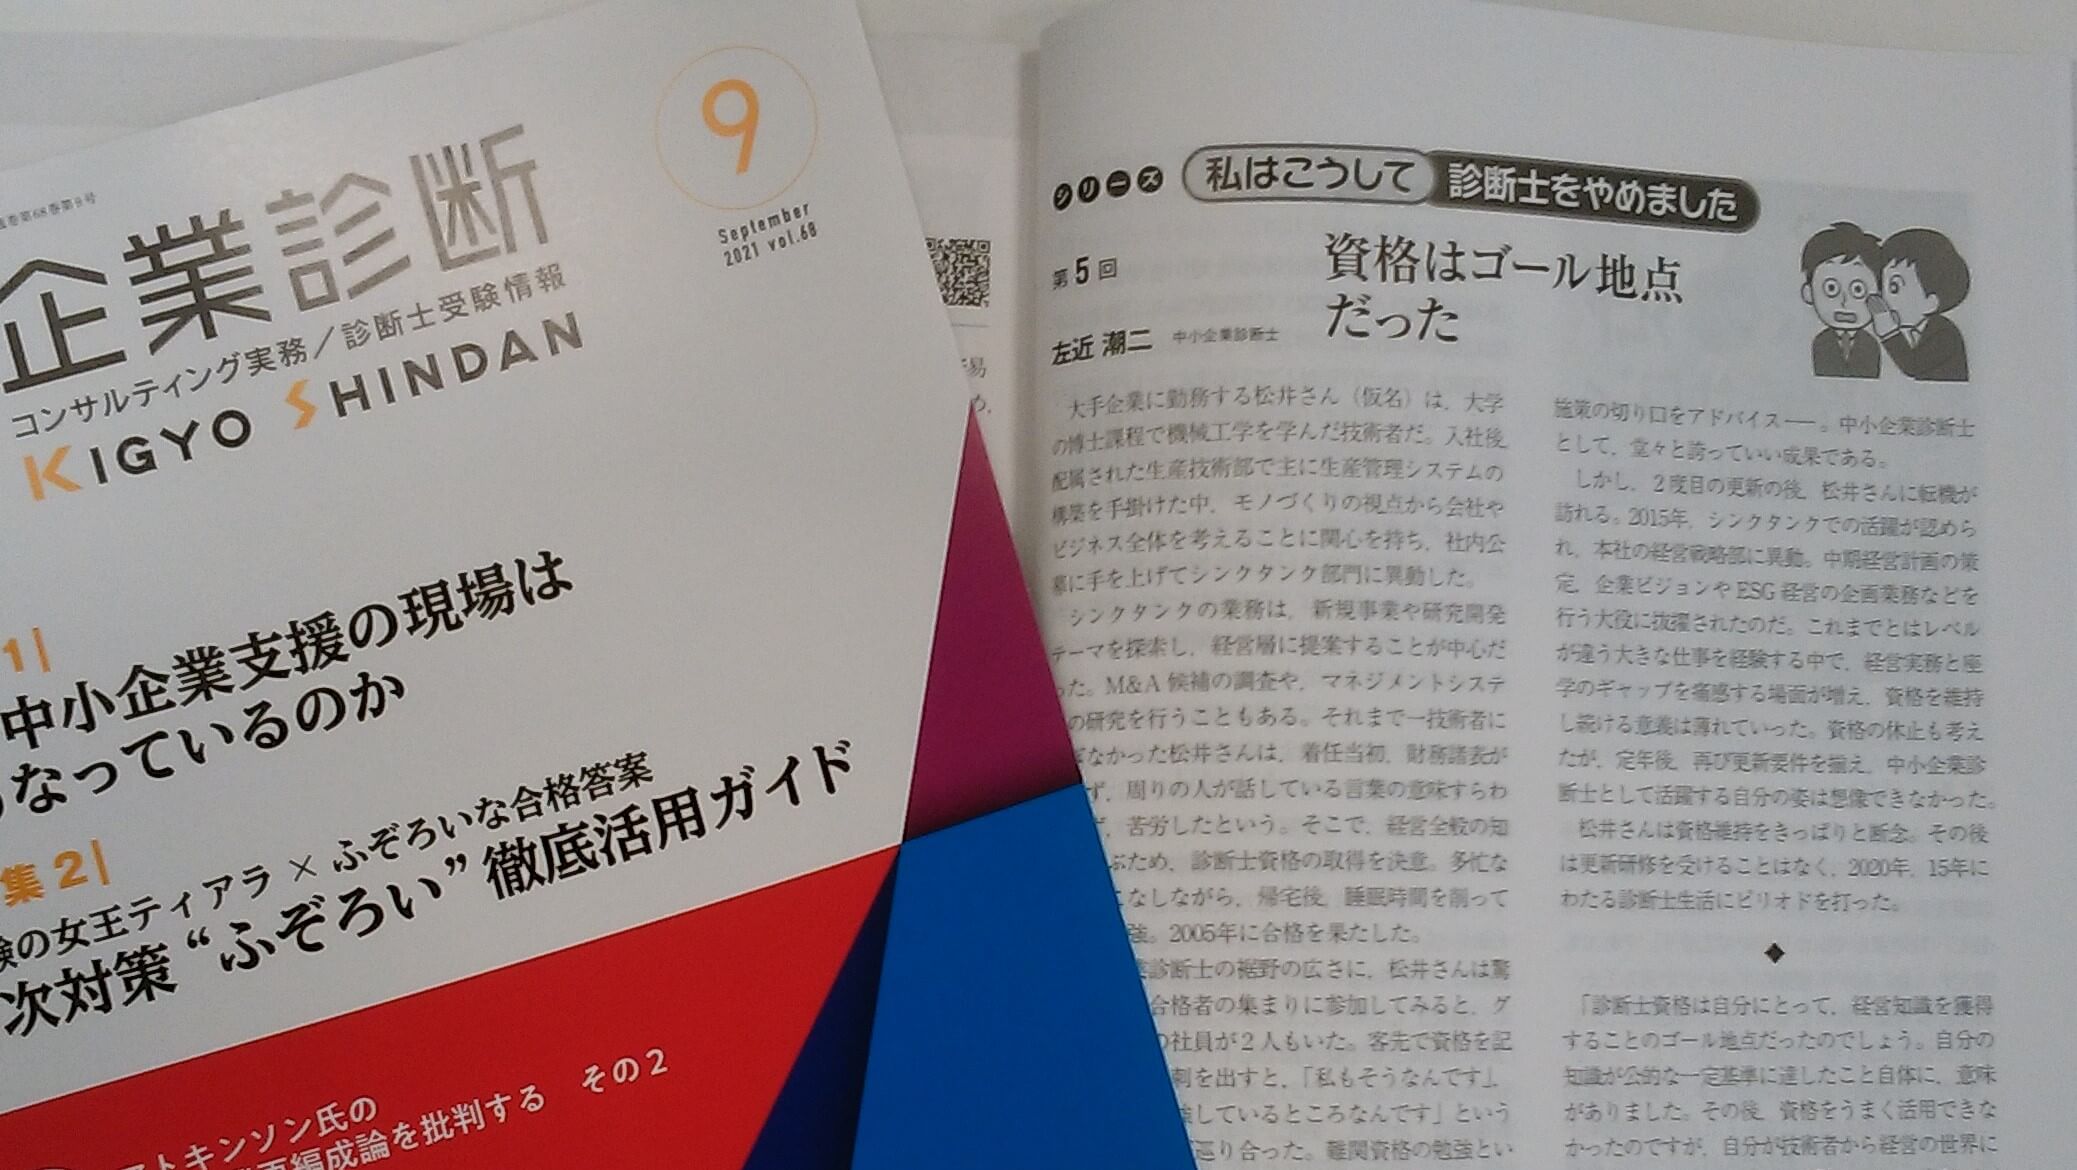 巻第68巻第9号
企業診断
コンサルティング実務／診断士受験情報
KIGYO SHINDAN
9
September
2021 vol.68
1|
中小企業支援の現場は
なっているのか
集2|
験の女王ティアラ×ふぞろいな合格答案
次対策“ふぞろい”徹底活用ガイド
アトキンソン氏の
再編成論を批判する その2
易
め、
シリーズ 私はこうして 診断士をやめました
第5回
資格はゴール地点
だった
左近 潮二 中小企業診断士
大手企業に勤務する松井さん（仮名）は，大学
の博士課程で機械工学を学んだ技術者だ。入社後，
配属された生産技術部で主に生産管理システムの
構築を手掛けた中，モノづくりの視点から会社や
ビジネス全体を考えることに関心を持ち，社内公
募に手を上げてシンクタンク部門に異動した。
シンクタンクの業務は，新規事業や研究開発
テーマを探索し，経営層に提案することが中心だ
った。M&A候補の調査や，マネジメントシステ
の研究を行うこともある。それまで一技術者に
ぎなかった松井さんは，着任当初，財務諸表が
ず，周りの人が話している言葉の意味すらわ
，苦労したという。そこで，経営全般の知
ぶため，診断士資格の取得を決意。多忙な
こなしながら，帰宅後，睡眠時間を削って
強。2005年に合格を果たした。
業診断士の裾野の広さに，松井さんは驚
合格者の集まりに参加してみると，グ
の社員が2人もいた。客先で資格を記
刺を出すと，「私もそうなんです」，
強しているところなんです」という
巡り合った。難関資格の勉強とい
施策の切り口をアドバイス――。中小企業診断士
として，堂々と誇っていい成果である。
しかし，2度目の更新の後，松井さんに転機が
訪れる。2015年，シンクタンクでの活躍が認めら
れ，本社の経営戦略部に異動。中期経営計画の策
定，企業ビジョンやESG経営の企画業務などを
行う大役に抜擢されたのだ。これまでとはレベル
が違う大きな仕事を経験する中で，経営実務と座
学のギャップを痛感する場面が増え，資格を維持
し続ける意義は薄れていった。資格の休止も考え
たが，定年後，再び更新要件を揃え，中小企業診
断士として活躍する自分の姿は想像できなかった。
松井さんは資格維持をきっぱりと断念。その後
は更新研修を受けることはなく，2020年，15年に
わたる診断士生活にピリオドを打った。
◆
「診断士資格は自分にとって，経営知識を獲得
することのゴール地点だったのでしょう。自分の
知識が公的な一定基準に達したこと自体に，意味
がありました。その後，資格をうまく活用できな
かったのですが，自分が技術者から経営の世界に